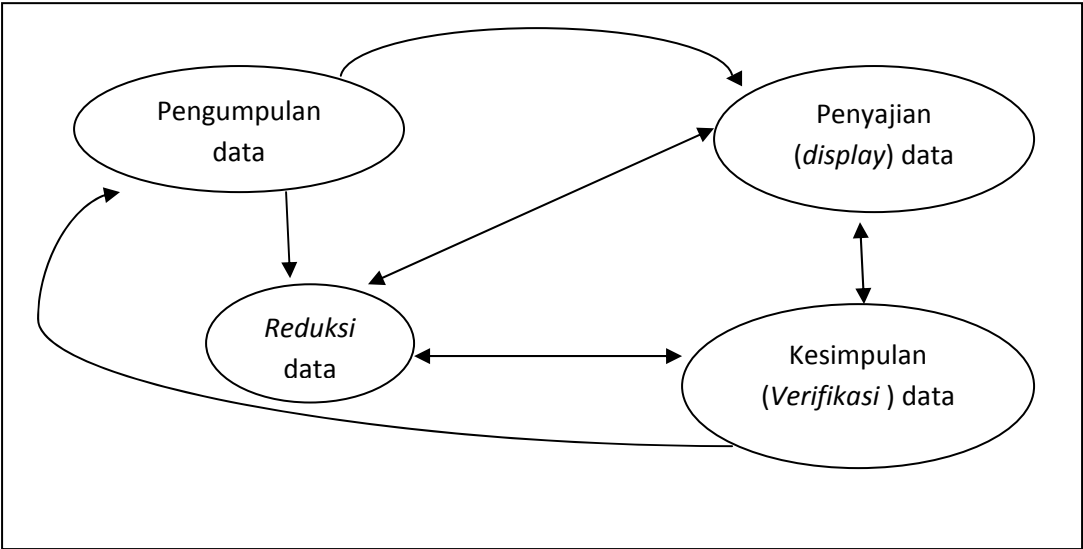 Pengumpulan
data
Penyajian
(display) data
Reduksi
data
Kesimpulan
(Verifikasi ) data